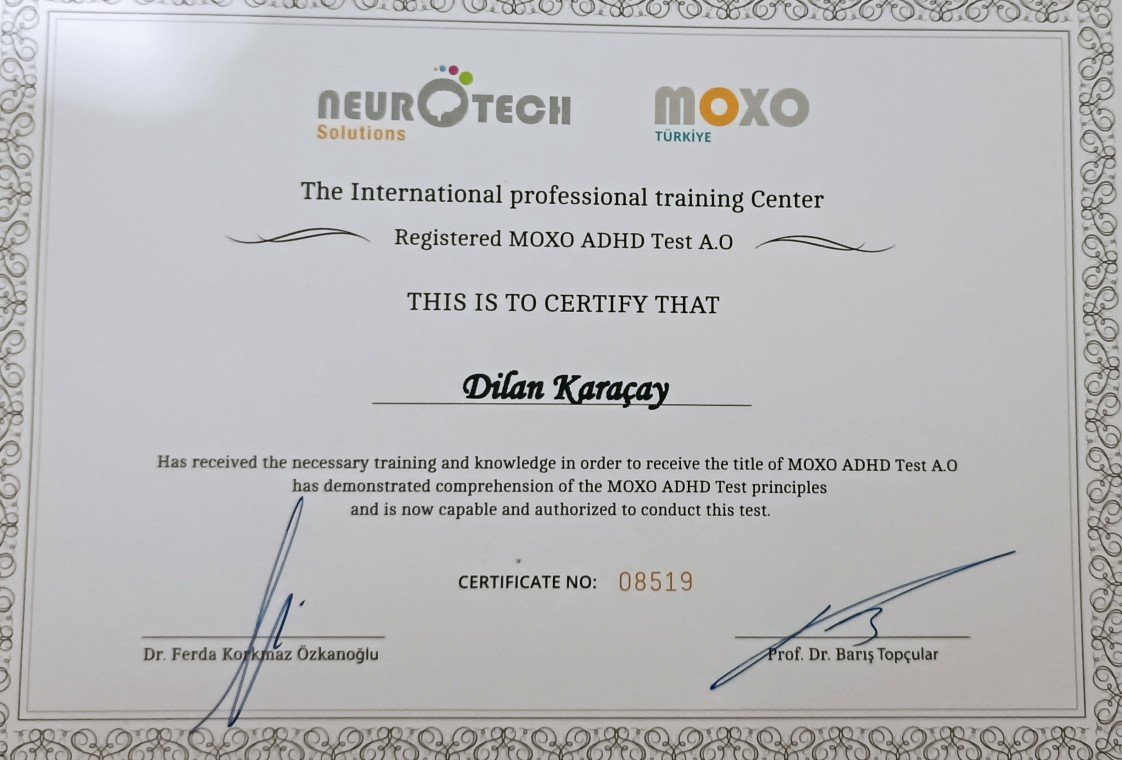 NEUROTECH
Solutions
MOXO
TÜRKİYE
The International professional training Center
Registered MOXO ADHD Test A.O
THIS IS TO CERTIFY THAT
Dilan Karaçay
Has received the necessary training and knowledge in order to receive the title of MOXO ADHD Test A.O
has demonstrated comprehension of the MOXO ADHD Test principles
and is now capable and authorized to conduct this test.
CERTIFICATE NO: 08519
Dr. Ferda Korkmaz Özkanoğlu
Prof. Dr. Barış Topçular